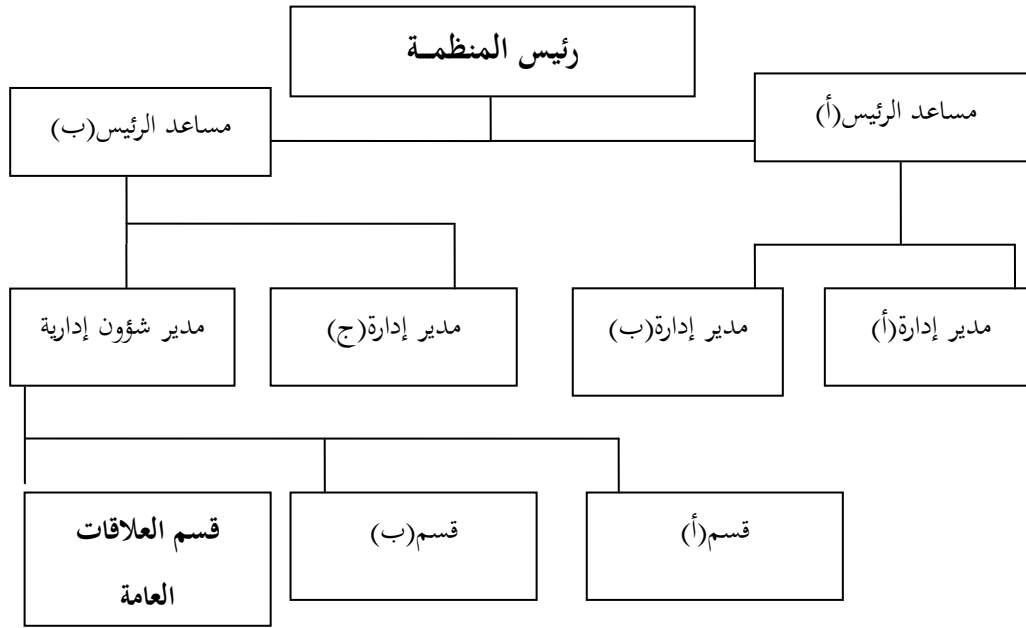 رئيس المنظمــة
مساعد الرئيس(أ)
مساعد الرئيس(ب)
مدير إدارة(أ)
مدير إدارة(ب)
مدير إدارة(ج)
مدير شؤون إدارية
قسم(أ)
قسم(ب)
قسم العلاقات
العامة